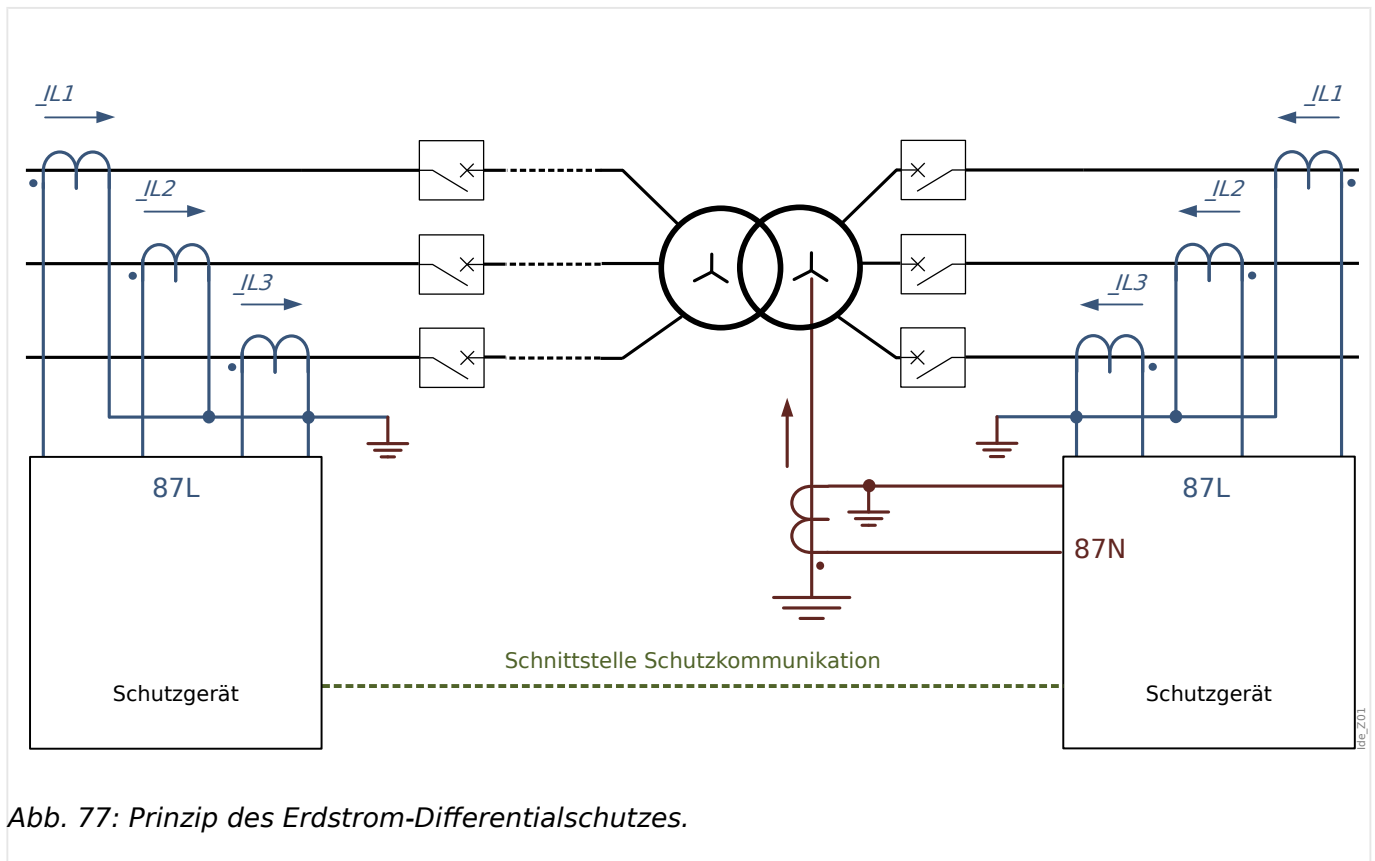 _IL1
_IL1
_IL2
_IL2
_IL3
_IL3
87L
87L
87N
Schnittstelle Schutzkommunikation
Schutzgerät
Schutzgerät
lde_Z01
Abb. 77: Prinzip des Erdstrom-Differentialschutzes.